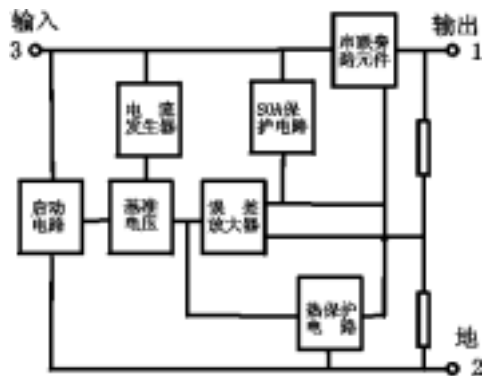 输入
输出
3
串联
路元件
1
电 流
发生器
SOA保
护电路
启动
电路
基准
电压
误 差
放大器
热保护
电 路
地
2